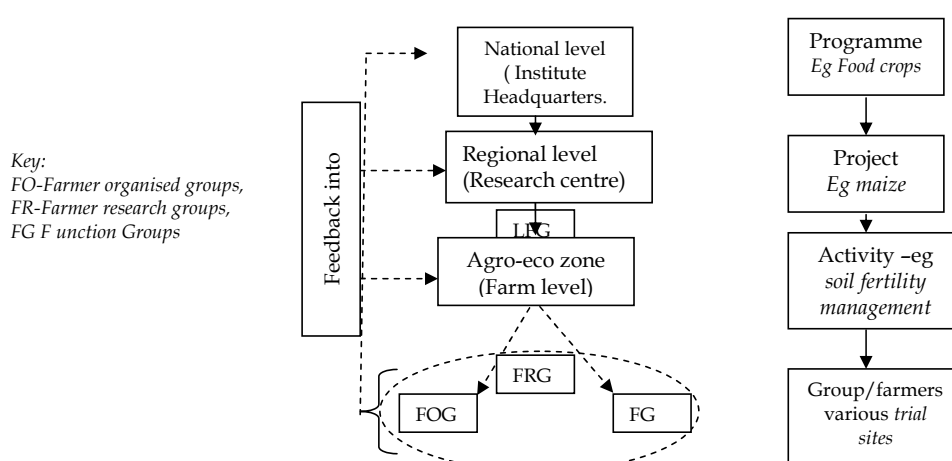 National level
( Institute
Headquarters.
Programme
Eg Food crops
Regional level
(Research centre)
Project
Eg maize
Key:
FO-Farmer organised groups,
FR-Farmer research groups,
FG F unction Groups
Feedback into
Agro-eco zone
(Farm level)
Activity –eg
soil fertility
management
FRG
FOG
FG
Group/farmers
various trial
sites